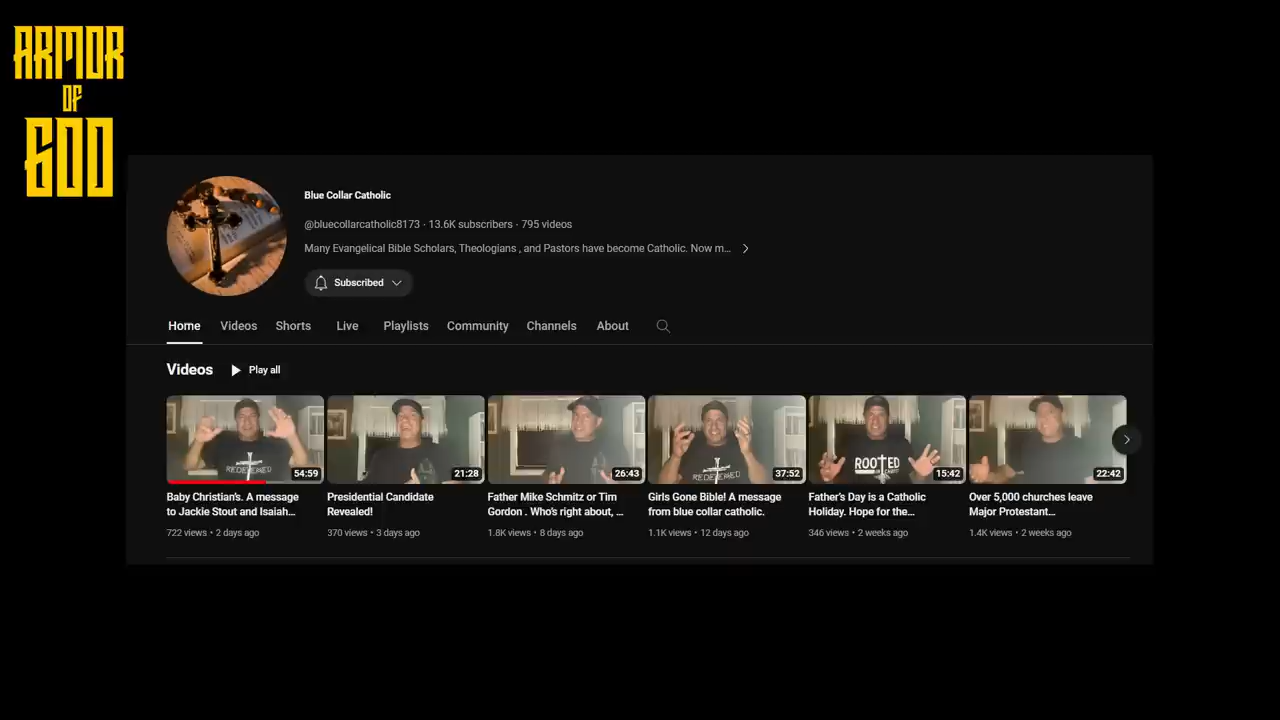 ARMOR
OF
GOD
Blue Collar Catholic
@bluecollarcatholic8173 · 13.6K subscribers · 795 videos
Many Evangelical Bible Scholars, Theologians , and Pastors have become Catholic. Now m...
Subscribed
Home Videos Shorts Live Playlists Community Channels About
Videos Play all
REDEEMED
54:59
21:28
26:43
REDEEMED
37:52
ROOTED
IN CHRIST
15:42
22:42
Baby Christian's. A message
to Jackie Stout and Isaiah...
722 views • 2 days ago
Presidential Candidate
Revealed!
370 views • 3 days ago
Father Mike Schmitz or Tim
Gordon . Who's right about, ...
1.8K views • 8 days ago
Girls Gone Bible! A message
from blue collar catholic.
1.1K views • 12 days ago
Father's Day is a Catholic
Holiday. Hope for the...
346 views • 2 weeks ago
Over 5,000 churches leave
Major Protestant...
1.4K views • 2 weeks ago